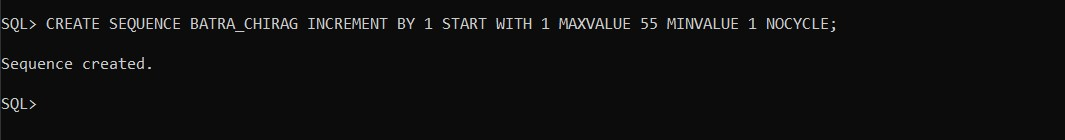 SQL> CREATE SEQUENCE BATRA_CHIRAG INCREMENT BY 1 START WITH 1 MAXVALUE 55 MINVALUE 1 NOCYCLE;
Sequence created.
SQL>